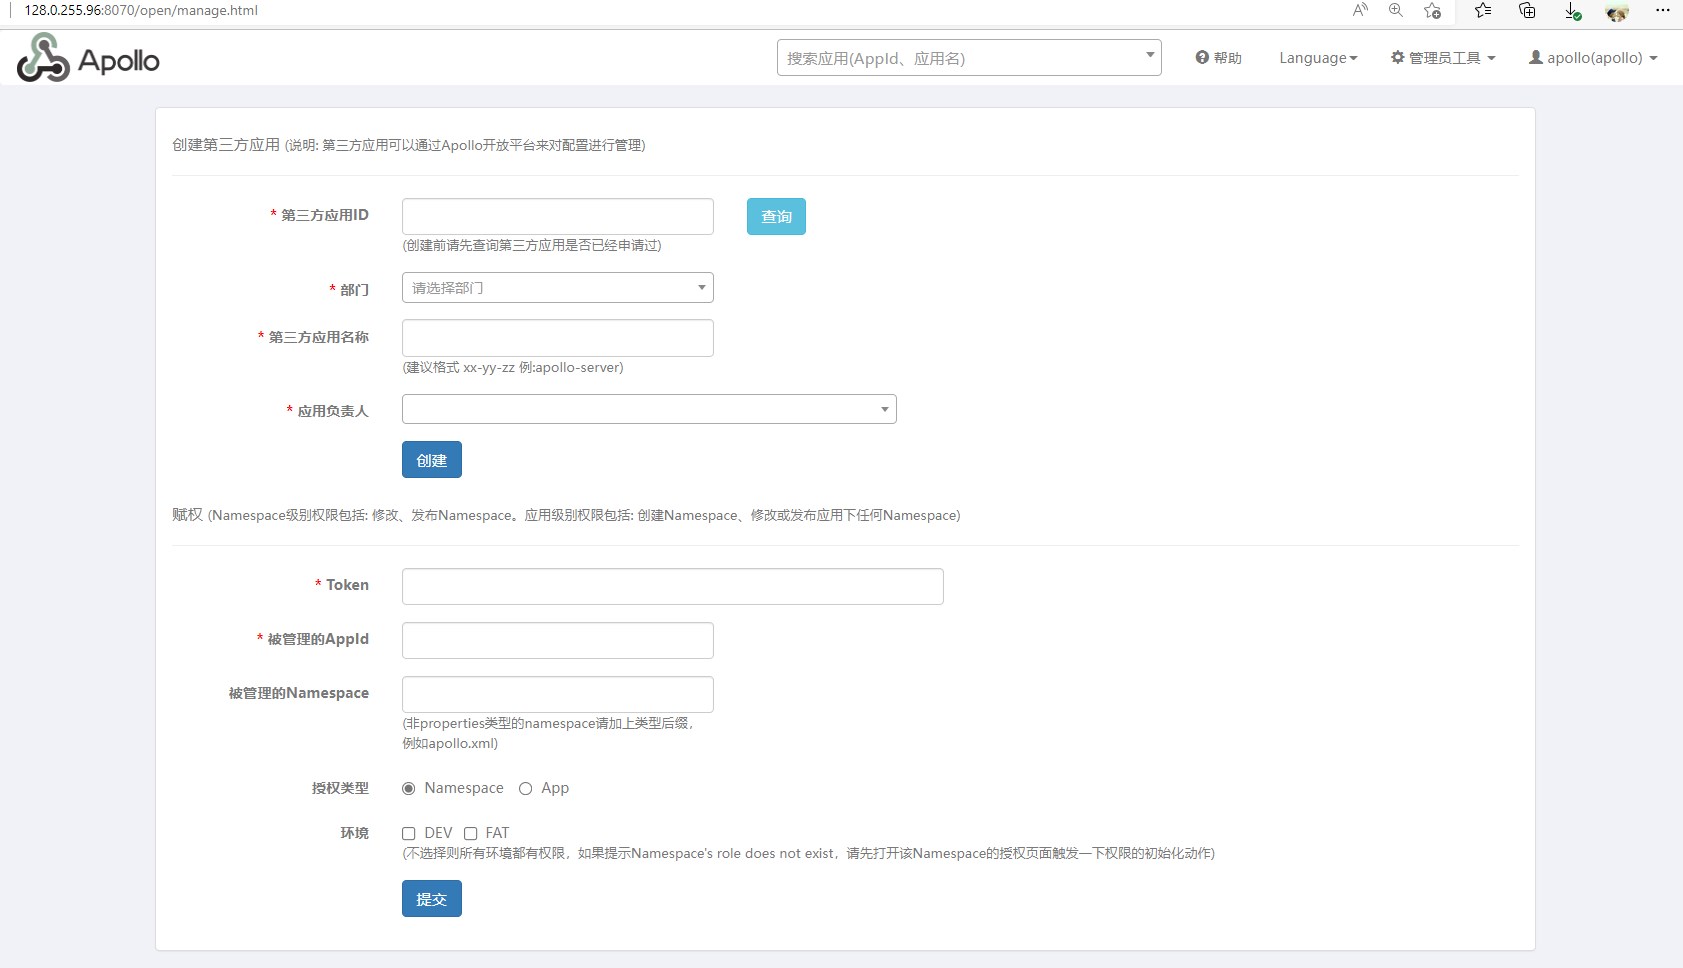 128.0.255.96:8070/open/manage.html
Apollo
搜索应用(AppId、应用名)
帮助
Language
管理员工具
apollo(apollo)
创建第三方应用 (说明: 第三方应用可以通过Apollo开放平台来对配置进行管理)
* 第三方应用ID
查询
(创建前请先查询第三方应用是否已经申请过)
* 部门
请选择部门
* 第三方应用名称
(建议格式 xx-yy-zz 例:apollo-server)
* 应用负责人
创建
赋权 (Namespace级别权限包括: 修改、发布Namespace。应用级别权限包括: 创建Namespace、修改或发布应用下任何Namespace)
* Token
* 被管理的AppId
被管理的Namespace
(非properties类型的namespace请加上类型后缀，
例如apollo.xml)
授权类型
Namespace
App
环境
DEV
FAT
(不选择则所有环境都有权限，如果提示Namespace's role does not exist，请先打开该Namespace的授权页面触发一下权限的初始化动作)
提交